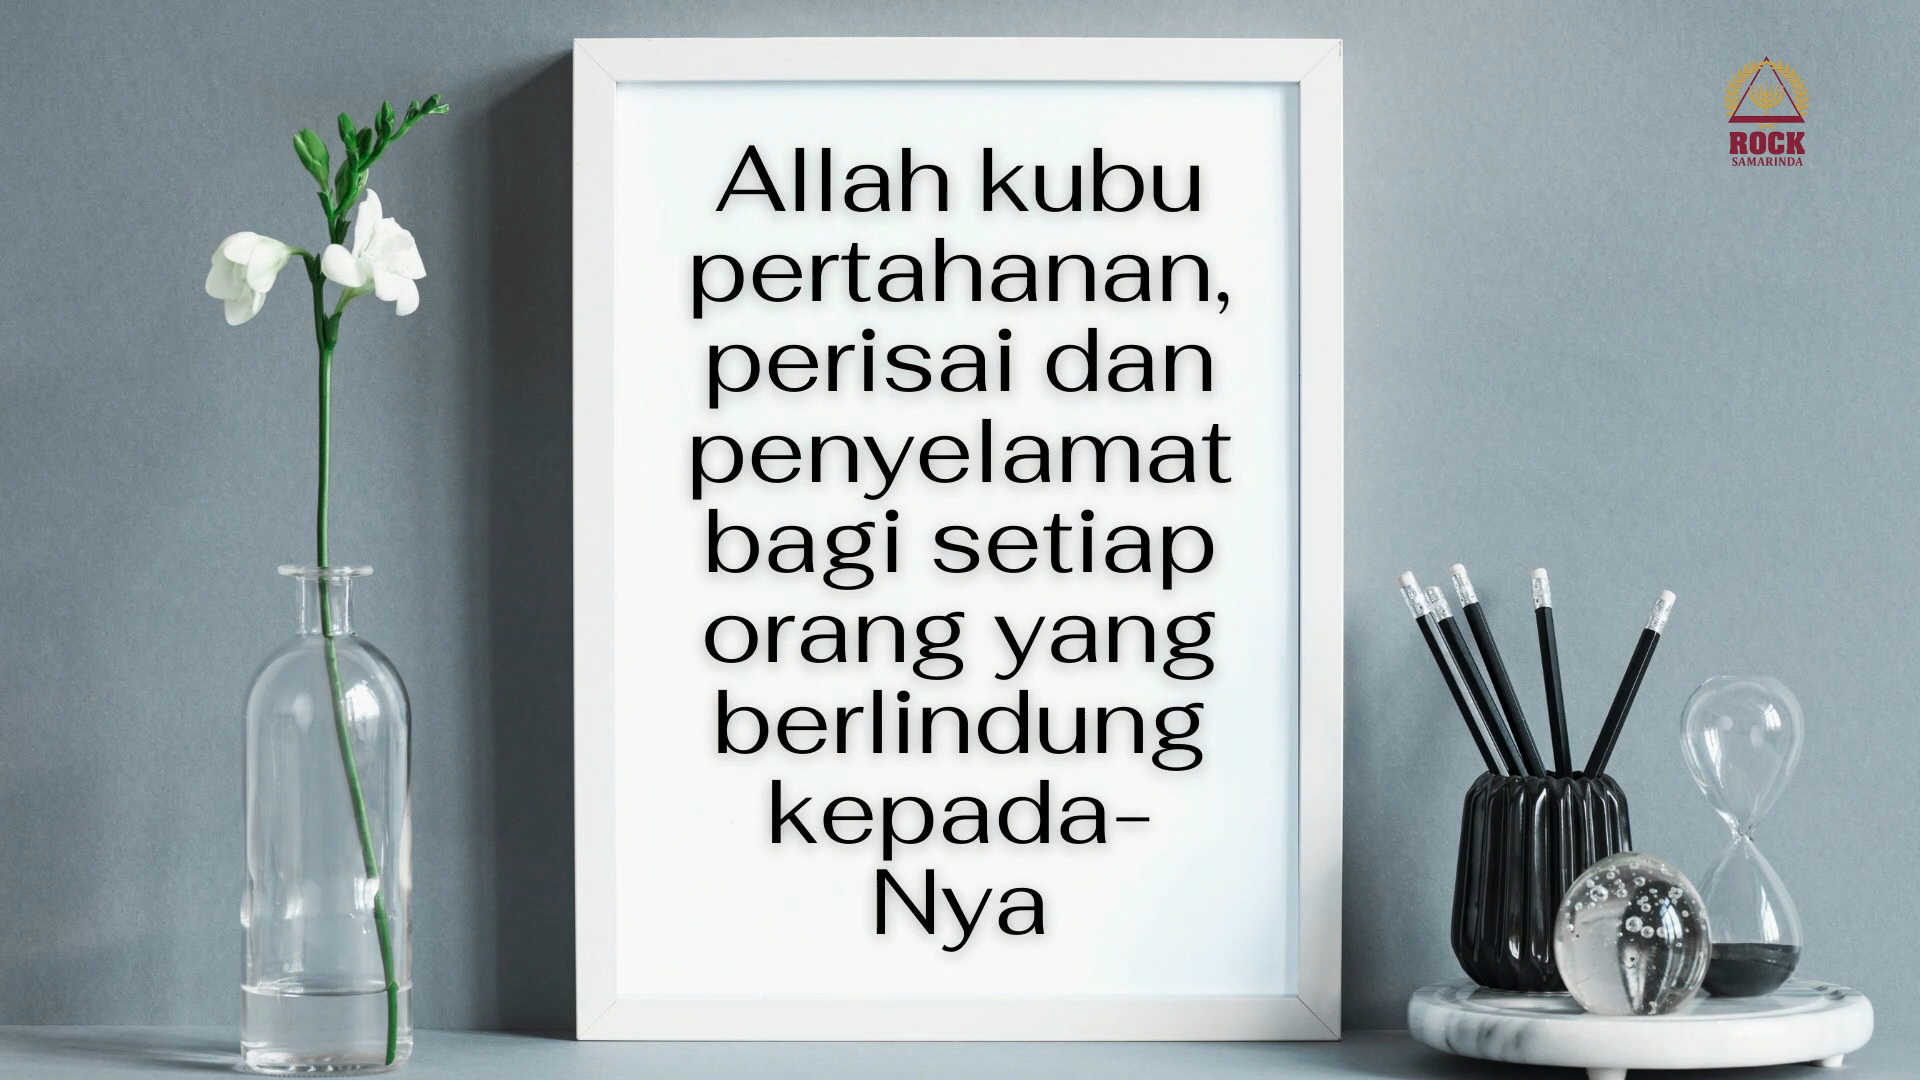 Allah kubu
pertahanan,
perisai dan
penyelamat
bagi setiap
orang yang
berlindung
kepada-
Nya
ROCK
SAMARINDA